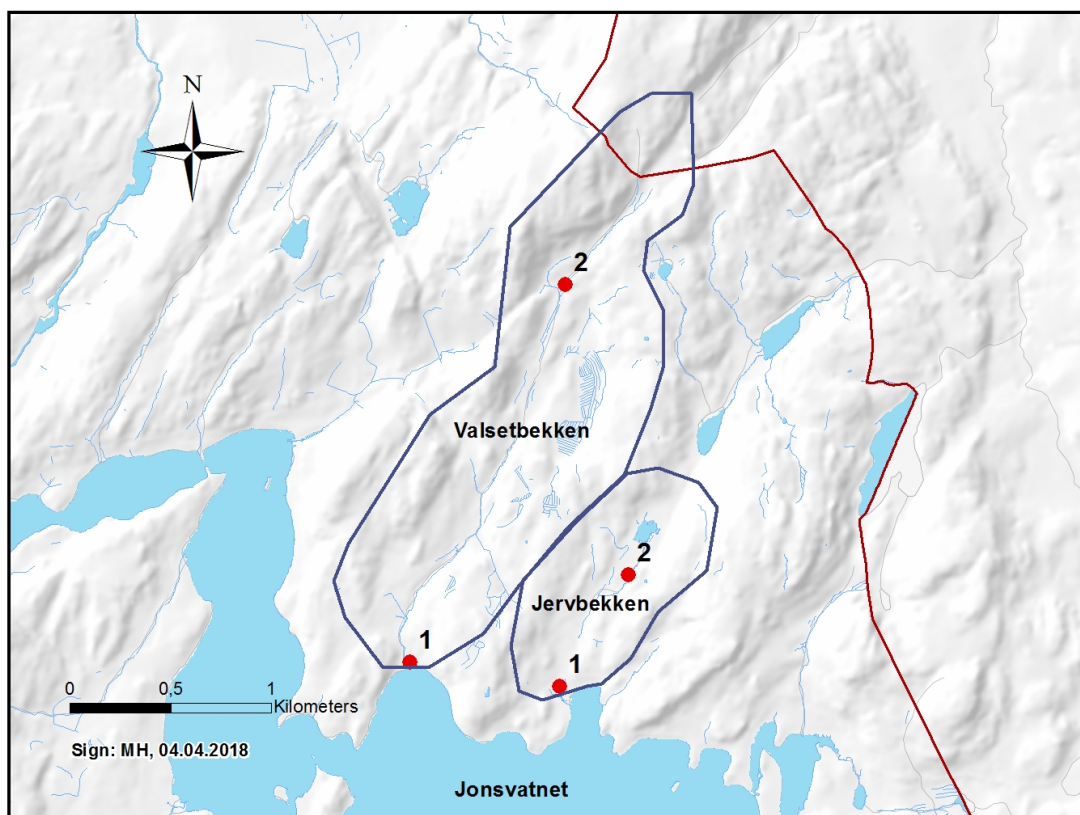 N
2
Valsetbekken
2
Jervbekken
1
1
0 0,5 1
Kilometers
Sign: MH, 04.04.2018
Jonsvatnet